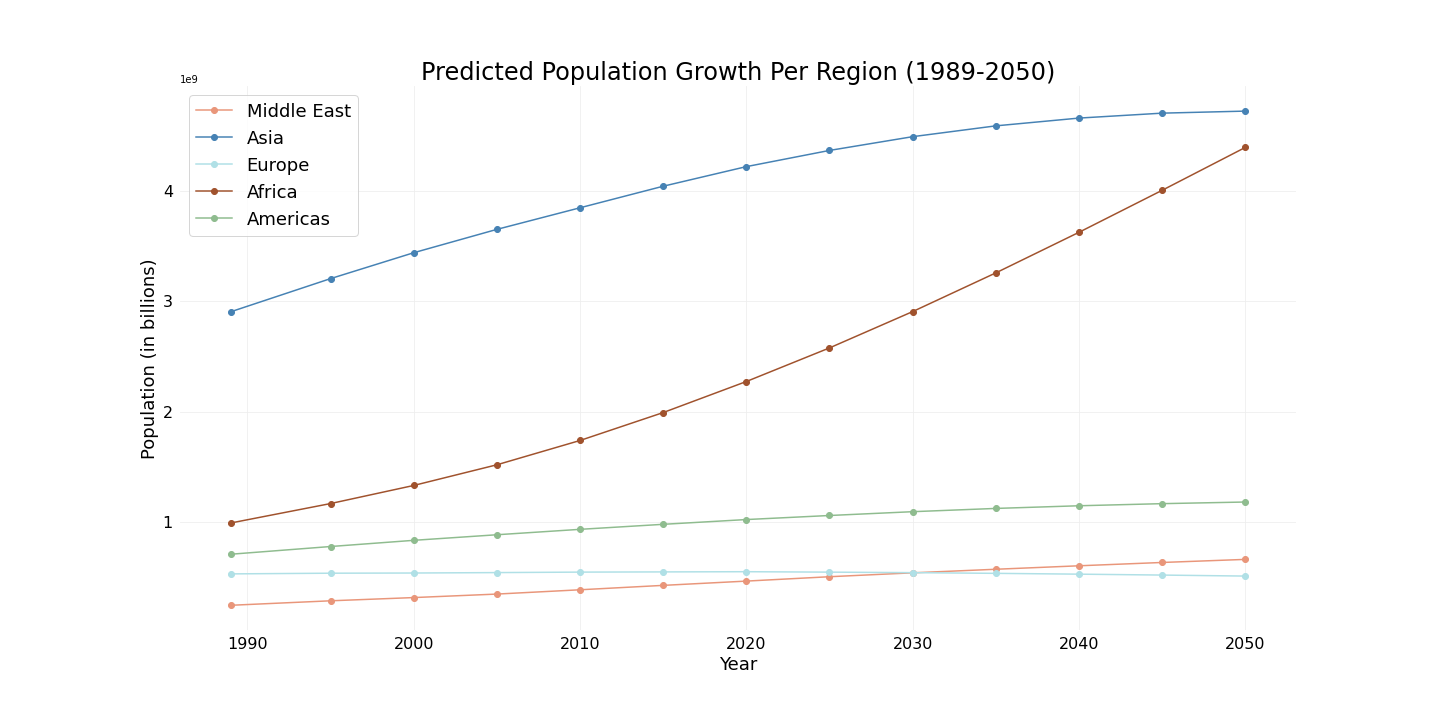 Predicted Population Growth Per Region (1989-2050)
1e9
Middle East
Asia
Europe
Africa
Americas
Population (in billions)
4
3
2
1
1990 2000 2010 2020 2030 2040 2050
Year